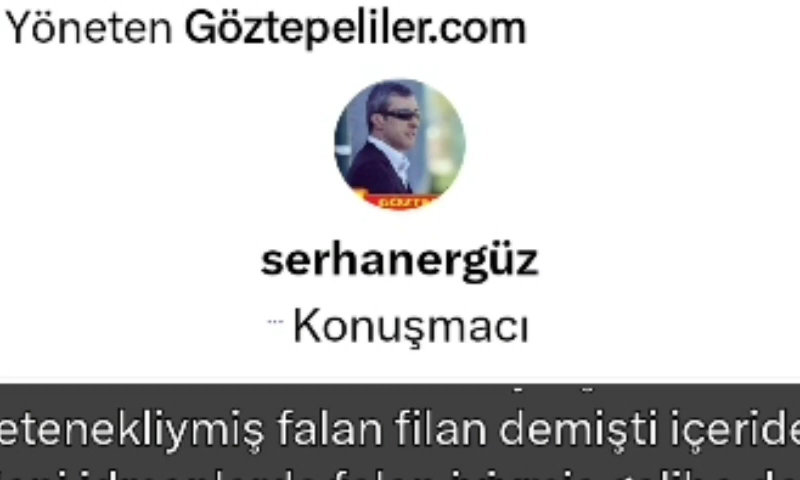 Yöneten Göztepeliler.com
serhanergüz
Konuşmacı
etenekliymiş falan filan demişti içeride